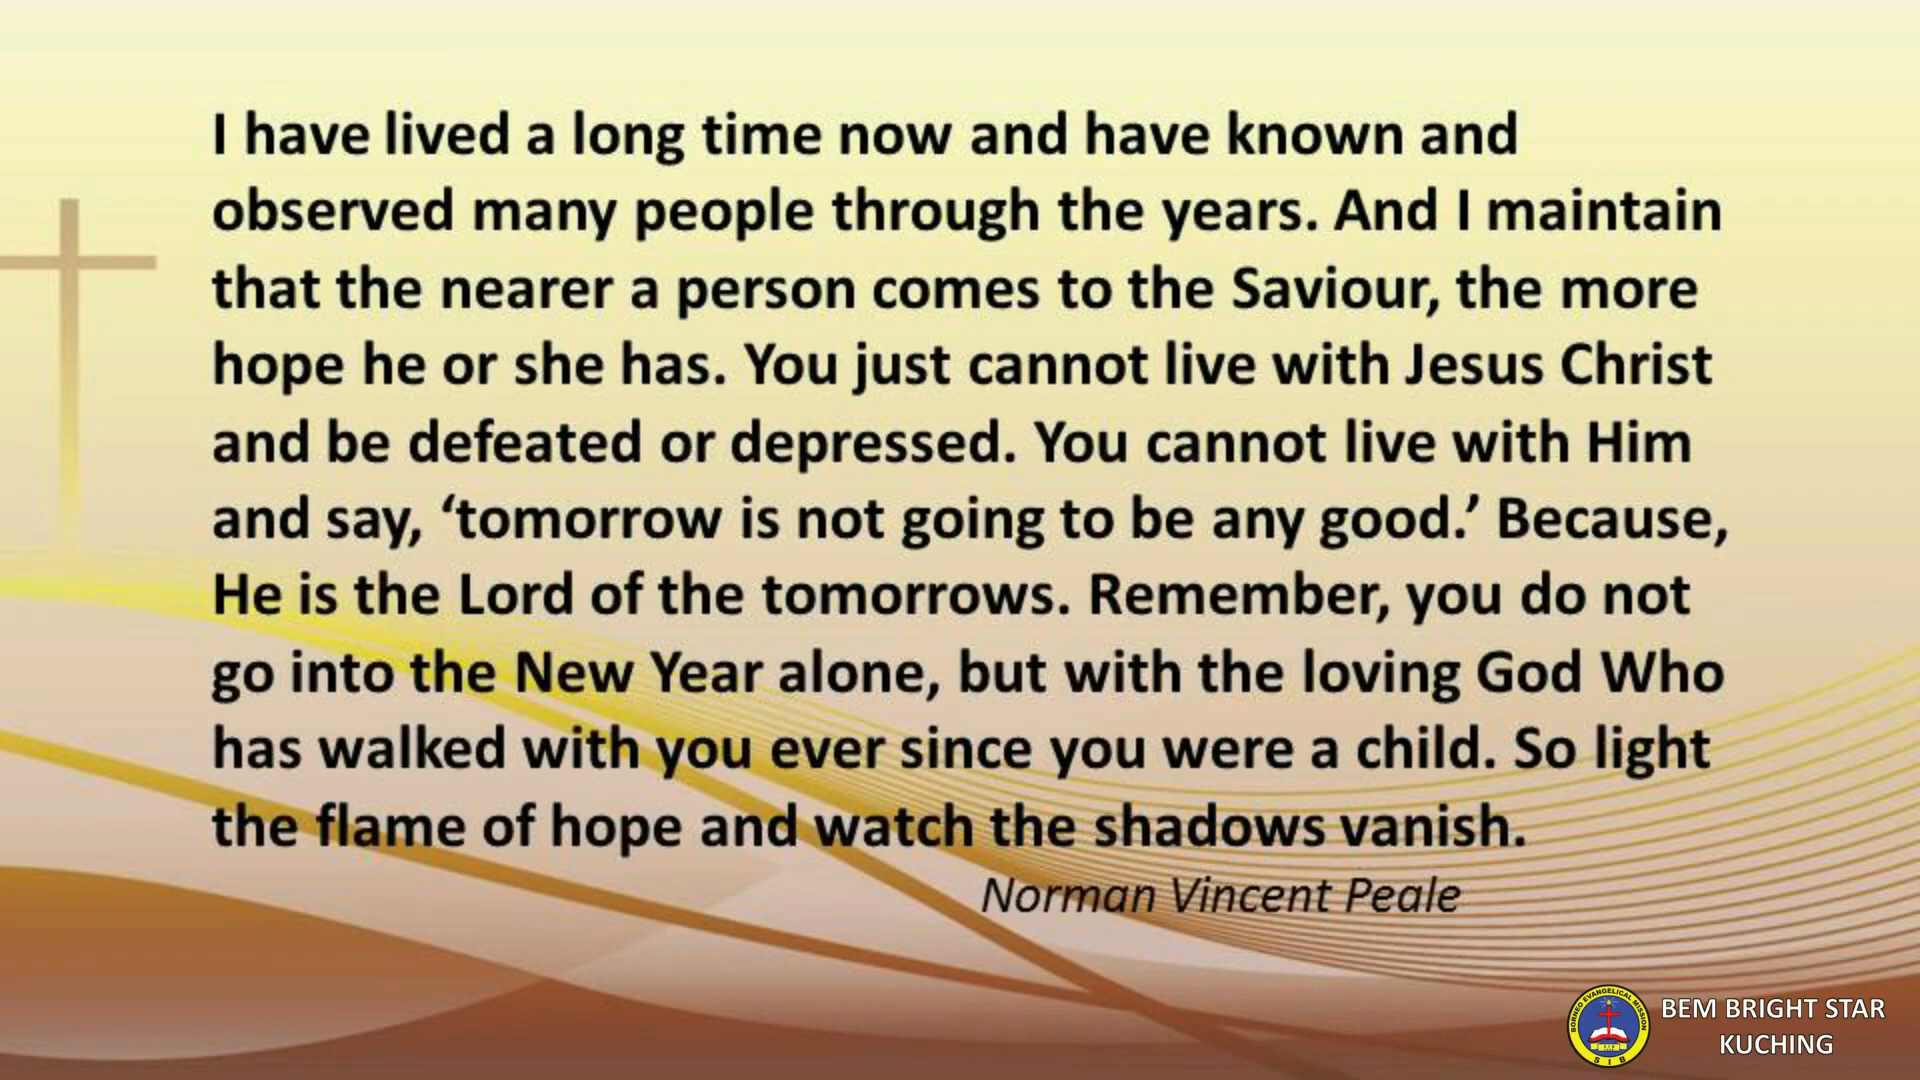 I have lived a long time now and have known and
observed many people through the years. And I maintain
that the nearer a person comes to the Saviour, the more
hope he or she has. You just cannot live with Jesus Christ
and be defeated or depressed. You cannot live with Him
and say, ‘tomorrow is not going to be any good.’ Because,
He is the Lord of the tomorrows. Remember, you do not
go into the New Year alone, but with the loving God Who
has walked with you ever since you were a child. So light
the flame of hope and watch the shadows vanish.
Norman Vincent Peale
BORNEO EVANGELICAL MISSION
S I B
BEM BRIGHT STAR
KUCHING